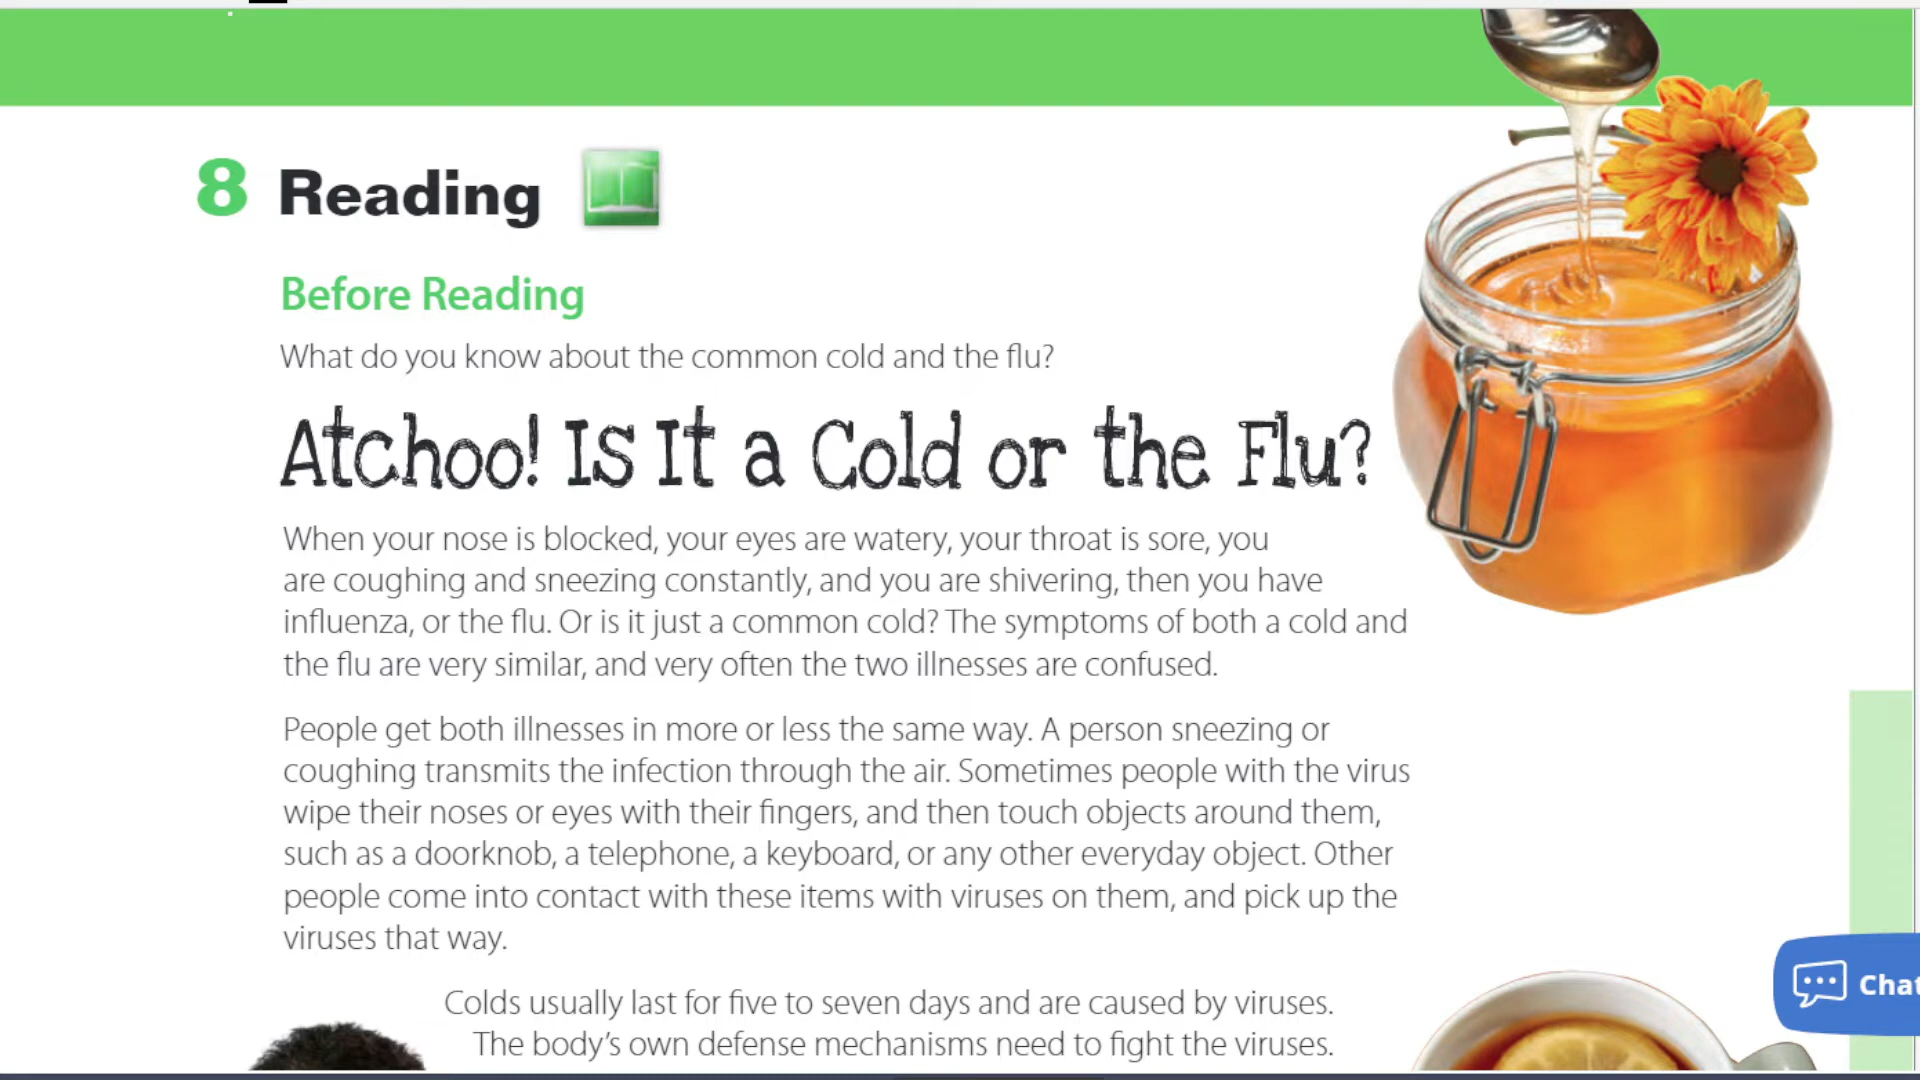 8 Reading
Before Reading
What do you know about the common cold and the flu?
Atchoo! Is It a Cold or the Flu?
When your nose is blocked, your eyes are watery, your throat is sore, you
are coughing and sneezing constantly, and you are shivering, then you have
influenza, or the flu. Or is it just a common cold? The symptoms of both a cold and
the flu are very similar, and very often the two illnesses are confused.
People get both illnesses in more or less the same way. A person sneezing or
coughing transmits the infection through the air. Sometimes people with the virus
wipe their noses or eyes with their fingers, and then touch objects around them,
such as a doorknob, a telephone, a keyboard, or any other everyday object. Other
people come into contact with these items with viruses on them, and pick up the
viruses that way.
Colds usually last for five to seven days and are caused by viruses.
The body's own defense mechanisms need to fight the viruses.
Chat